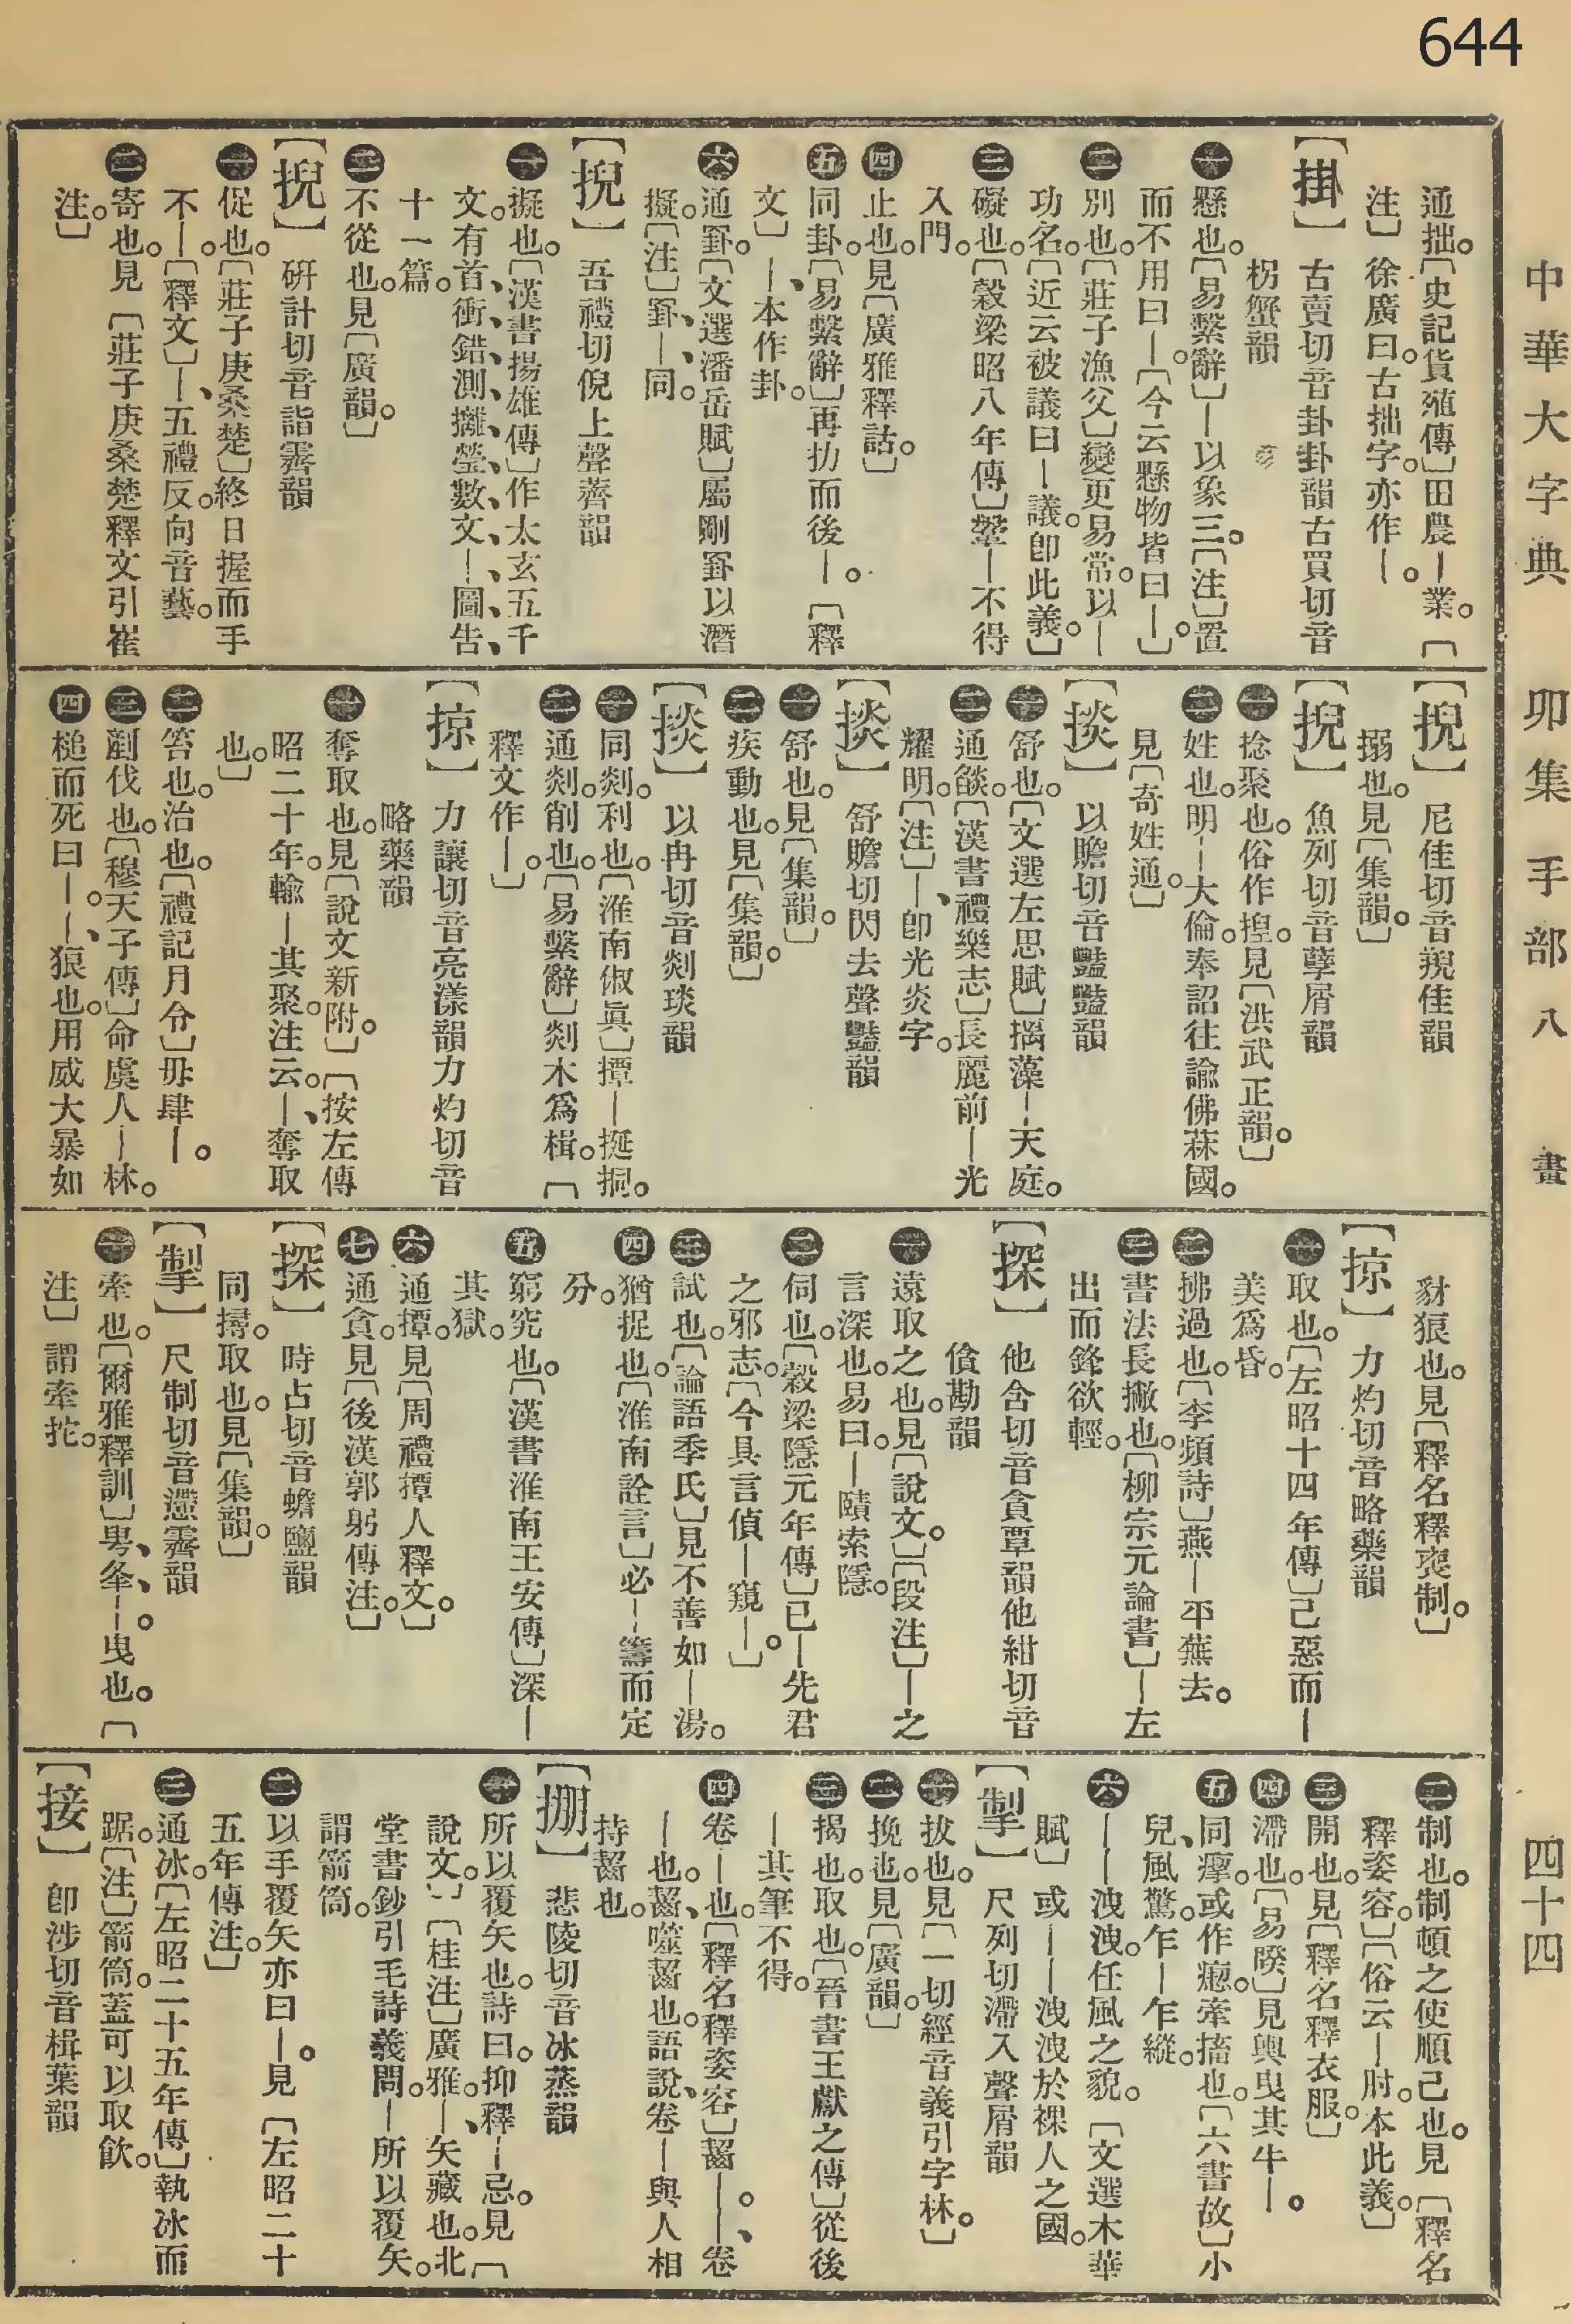 644
中華大字典　卯集　手部　八畫　四十四
通拙。〔史記貨殖傳〕田農｜業。〔
注〕徐廣曰。古拙字。亦作｜。
【掛】古賣切音卦卦韻古買切音
柺蟹韻
㊀懸也。〔易繫辭〕｜以象三。〔注〕置
而不用曰｜。〔今云懸物皆曰｜。〕
㊁別也。〔莊子漁父〕變更易常。以｜
功名。〔近云被議曰｜議。卽此義。〕
㊂礙也。〔穀梁昭八年傳〕轚｜不得
入門。
㊃止也。見〔廣雅釋詁。〕
㊄同卦。〔易繫辭〕再扐而後｜。〔釋
文〕｜、本作卦。
㊅通罣。〔文選潘岳賦〕屬剛罣以潛
擬。〔注〕罣、｜、同。
【掜】吾禮切倪上聲薺韻
㊀擬也。〔漢書揚雄傳〕作太玄五千
文。有首、衝、錯、測、攡、瑩、數、文、｜、圖、告、
十一篇。
㊁不從也。見〔廣韻。〕
【掜】硏計切音詣霽韻
㊀促也。〔莊子庚桑楚〕終日握而手
不｜。〔釋文〕｜、五禮反。向音藝。
㊁寄也。見〔莊子庚桑楚釋文引崔
注。〕
【掜】尼佳切音䝚佳韻
搦也。見〔集韻。〕
【掜】魚列切音孽屑韻
㊀捻聚也。俗作揑。見〔洪武正韻。〕
㊁姓也。明｜大倫。奉詔往諭佛菻國。
見〔奇姓通。〕
【掞】以贍切音豔豔韻
㊀舒也。〔文選左思賦〕摛藻｜天庭。
㊁通燄。〔漢書禮樂志〕長麗前｜光
耀明。〔注〕｜、卽光炎字。
【掞】舒贍切閃去聲豔韻
㊀舒也。見〔集韻。〕
㊁疾動也。見〔集韻。〕
【掞】以冉切音剡琰韻
㊀同剡。利也。〔淮南俶眞〕撢｜挺挏。
㊁通剡。削也。〔易繫辭〕剡木爲楫。〔
釋文作｜。〕
【掠】力讓切音亮漾韻力灼切音
略藥韻
㊀奪取也。見〔說文新附。〕〔按左傳
昭二十年。輸｜其聚。注云。｜、奪取
也。〕
㊁笞也。治也。〔禮記月令〕毋肆｜。
㊂劀伐也。〔穆天子傳〕命虞人｜林。
㊃槌而死曰｜。｜、狼也。用威大暴如
豺狼也。見〔釋名釋喪制。〕
【掠】力灼切音略藥韻
㊀取也。〔左昭十四年傳〕己惡而｜
美爲昏。
㊁拂過也。〔李頻詩〕燕｜平蕪去。
㊂書法長撇也。〔柳宗元論書〕｜左
出而鋒欲輕。
【探】他含切音貪覃韻他紺切音
僋勘韻
㊀遠取之也。見〔說文。〕〔段注〕｜之
言深也。易曰。｜賾索隱。
㊁伺也。〔穀梁隱元年傳〕已｜先君
之邪志。〔今具言偵｜窺｜。〕
㊂試也。〔論語季氏〕見不善如｜湯。
㊃猶捉也。〔淮南詮言〕必｜籌而定
分。
㊄窮究也。〔漢書淮南王安傳〕深｜
其獄。
㊅通撢。見〔周禮撢人釋文。〕
㊆通貪。見〔後漢郭躬傳注。〕
【探】時占切音蟾鹽韻
同撏。取也。見〔集韻。〕
【掣】尺制切音懘霽韻
㊀牽也。〔爾雅釋訓〕甹、夆、｜。曳也。〔
注〕謂牽拕。
㊁制也。制頓之使順己也。見〔釋名
釋姿容。〕〔俗云｜肘。本此義。〕
㊂開也。見〔釋名釋衣服。〕
㊃滯也。〔易睽〕見輿曳其牛｜。
㊄同瘛。或作瘛。牽搐也。〔六書故〕小
兒、風驚。乍｜乍縱。
㊅｜｜洩洩。任風之貌。〔文選木華
賦〕或｜｜洩洩於裸人之國。
【掣】尺列切滯入聲屑韻
㊀拔也。見〔一切經音義引字林。〕
㊁挽也。見〔廣韻。〕
㊂揭也。取也。〔晉書王獻之傳〕從後
｜其筆不得。
㊃卷｜也。〔釋名釋姿容〕齧｜。｜、卷
｜也。齧、噬齧也。語說、卷｜與人相
持齧也。
【掤】悲陵切音冰蒸韻
㊀所以覆矢也。詩曰。抑釋｜忌。見〔
說文。〕〔桂注〕廣雅。｜、矢藏也。北
堂書鈔引毛詩義問。｜所以覆矢。
謂箭筒。
㊁以手覆矢亦曰｜。見〔左昭二十
五年傳注。〕
㊂通冰。〔左昭二十五年傳〕執冰而
踞。〔注〕箭筒。蓋可以取飮。
【接】卽涉切音楫葉韻